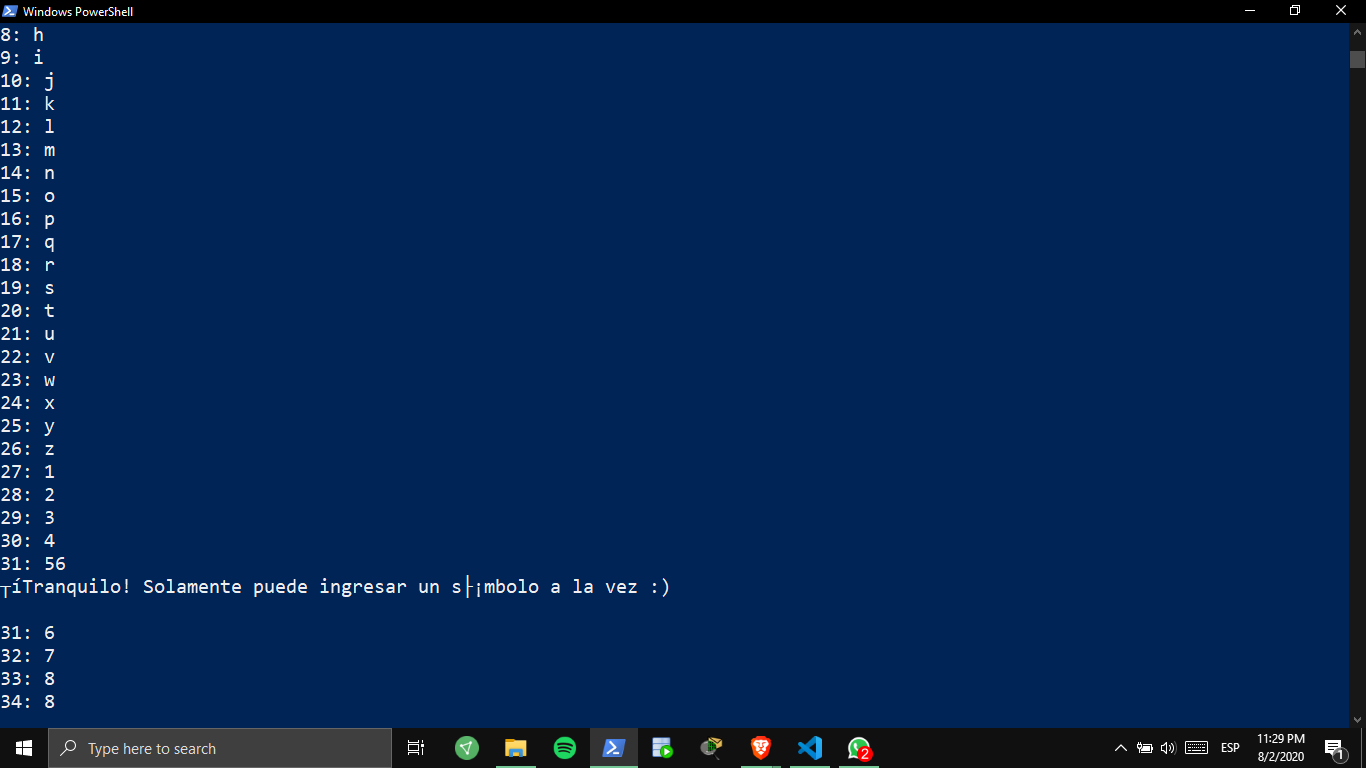 Windows PowerShell
8: h
9: i
10: j
11: k
12: l
13: m
14: n
15: o
16: p
17: q
18: r
19: s
20: t
21: u
22: v
23: w
24: x
25: y
26: z
27: 1
28: 2
29: 3
30: 4
31: 56
┬íTranquilo! Solamente puede ingresar un s├¡mbolo a la vez :)
31: 6
32: 7
33: 8
34: 8
Type here to search
2
ESP
11:29 PM
8/2/2020
1